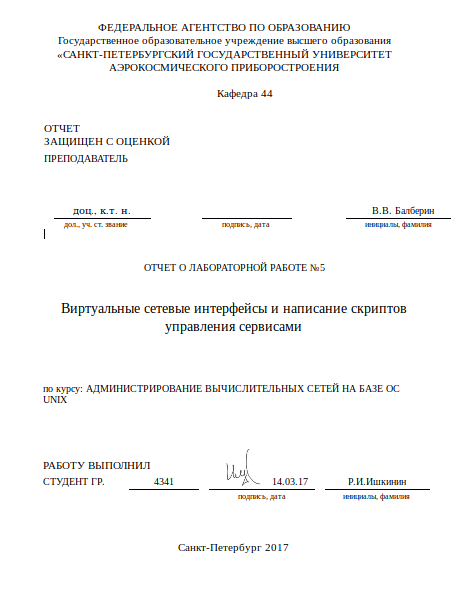 ФЕДЕРАЛЬНОЕ АГЕНТСТВО ПО ОБРАЗОВАНИЮ
Государственное образовательное учреждение высшего образования
«САНКТ-ПЕТЕРБУРГСКИЙ ГОСУДАРСТВЕННЫЙ УНИВЕРСИТЕТ
АЭРОКОСМИЧЕСКОГО ПРИБОРОСТРОЕНИЯ
Кафедра 44
ОТЧЕТ
ЗАЩИЩЕН С ОЦЕНКОЙ
ПРЕПОДАВАТЕЛЬ
доц., к.т. н. В.В. Балберин
дол., уч. ст. звание подпись, дата инициалы, фамилия
ОТЧЕТ О ЛАБОРАТОРНОЙ РАБОТЕ №5
Виртуальные сетевые интерфейсы и написание скриптов
управления сервисами
по курсу: АДМИНИСТРИРОВАНИЕ ВЫЧИСЛИТЕЛЬНЫХ СЕТЕЙ НА БАЗЕ ОС
UNIX
РАБОТУ ВЫПОЛНИЛ
СТУДЕНТ ГР. 4341 14.03.17 Р.И.Ишкинин
подпись, дата инициалы, фамилия
Санкт-Петербург 2017